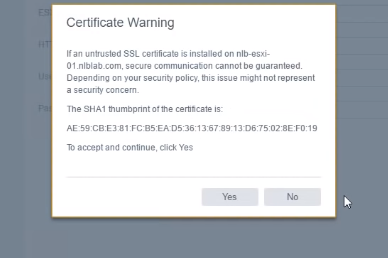 Certificate Warning
If an untrusted SSL certificate is installed on nlb-esxi-
01.nlblab.com, secure communication cannot be guaranteed.
Depending on your security policy, this issue might not represent
a security concern.
The SHA1 thumbprint of the certificate is:
AE:59:CB:E3:81:FC:B5:EA:D5:36:13:67:89:13:D6:75:02:8E:F0:19
To accept and continue, click Yes
Yes
No